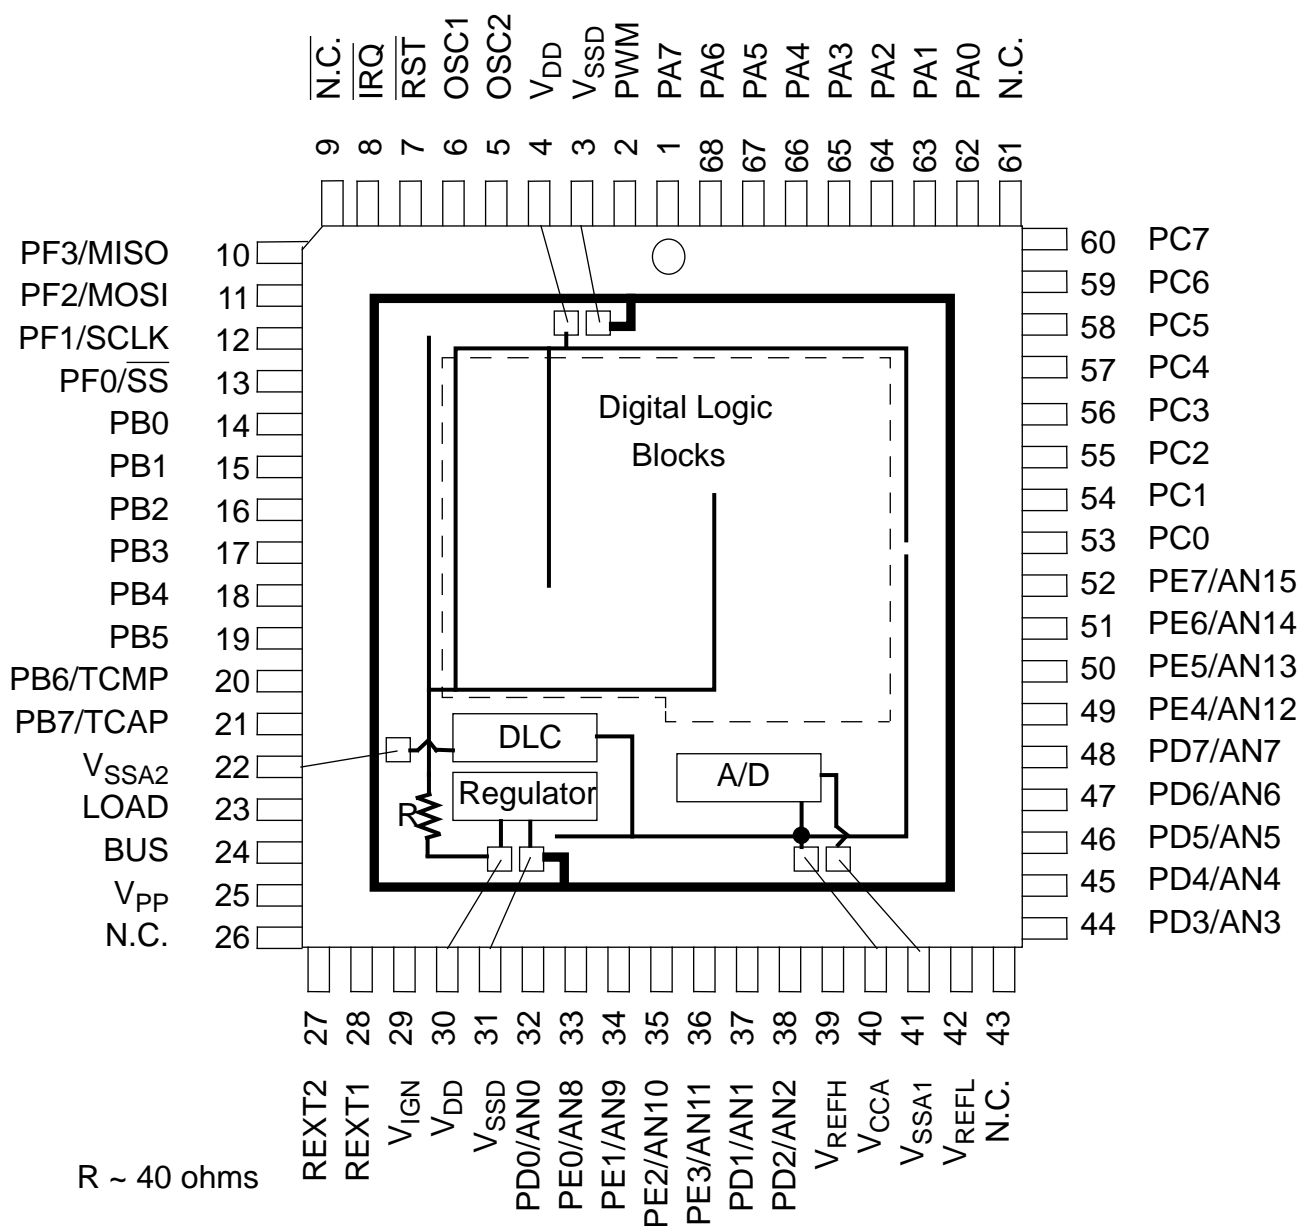 N.C.
IRQ
RST
OSC1
OSC2
VDD
VSSD
PWM
PA7
PA6
PA5
PA4
PA3
PA2
PA1
PA0
N.C.
9
8
7
6
5
4
3
2
1
68
67
66
65
64
63
62
61
PF3/MISO 10
PF2/MOSI 11
PF1/SCLK 12
PF0/SS 13
PB0 14
PB1 15
PB2 16
PB3 17
PB4 18
PB5 19
PB6/TCMP 20
PB7/TCAP 21
VSSA2 22
LOAD 23
BUS 24
VPP 25
N.C. 26
Digital Logic
Blocks
DLC
Regulator
R
A/D
60 PC7
59 PC6
58 PC5
57 PC4
56 PC3
55 PC2
54 PC1
53 PC0
52 PE7/AN15
51 PE6/AN14
50 PE5/AN13
49 PE4/AN12
48 PD7/AN7
47 PD6/AN6
46 PD5/AN5
45 PD4/AN4
44 PD3/AN3
27
28
29
30
31
32
33
34
35
36
37
38
39
40
41
42
43
REXT2
REXT1
VIGN
VDD
VSSD
PD0/AN0
PE0/AN8
PE1/AN9
PE2/AN10
PE3/AN11
PD1/AN1
PD2/AN2
VREFH
VCCA
VSSA1
VREFL
N.C.
R ~ 40 ohms